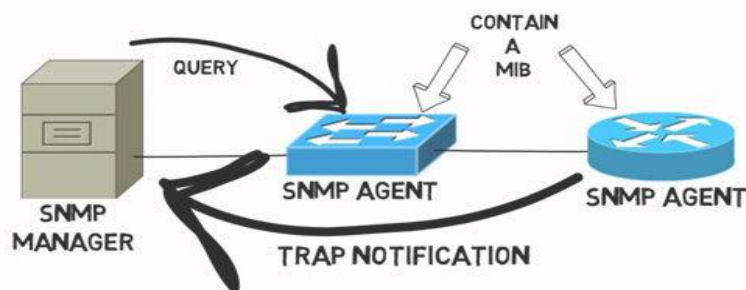 CONTAIN
A
MIB
QUERY
SNMP AGENT
SNMP AGENT
SNMP
MANAGER
TRAP NOTIFICATION